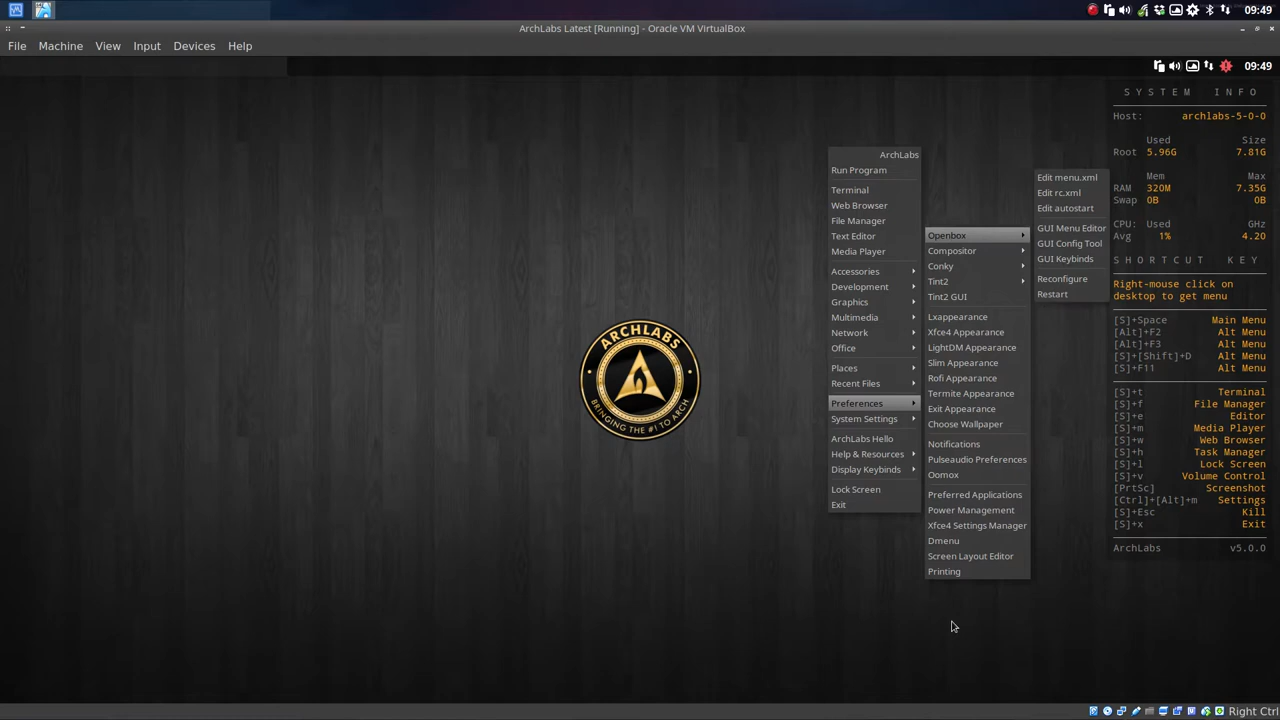 09:49
ArchLabs Latest [Running] - Oracle VM VirtualBox
File Machine View Input Devices Help
09:49
SYSTEM INFO
Host: archlabs-5-0-0
Used Size
Root 5.96G 7.81G
Mem Max
RAM 320M 7.35G
Swap 0B 0B
CPU: Used GHz
Avg 1% 4.20
SHORTCUT KEY
Right-mouse click on
desktop to get menu
[S]+Space Main Menu
[Alt]+F2 Alt Menu
[Alt]+F3 Alt Menu
[S]+[Shift]+D Alt Menu
[S]+F11 Alt Menu
[S]+t Terminal
[S]+f File Manager
[S]+e Editor
[S]+m Media Player
[S]+w Web Browser
[S]+h Task Manager
[S]+l Lock Screen
[S]+v Volume Control
[PrtSc] Screenshot
[Ctrl]+[Alt]+m Settings
[S]+Esc Kill
[S]+x Exit
ArchLabs v5.0.0
ArchLabs
Run Program
Terminal
Web Browser
File Manager
Text Editor
Media Player
Accessories
Development
Graphics
Multimedia
Network
Office
Places
Recent Files
Preferences
System Settings
ArchLabs Hello
Help & Resources
Display Keybinds
Lock Screen
Exit
Openbox
Compositor
Conky
Tint2
Tint2 GUI
Lxappearance
Xfce4 Appearance
LightDM Appearance
Slim Appearance
Rofi Appearance
Termite Appearance
Exit Appearance
Choose Wallpaper
Notifications
Pulseaudio Preferences
Oomox
Preferred Applications
Power Management
Xfce4 Settings Manager
Dmenu
Screen Layout Editor
Printing
Edit menu.xml
Edit rc.xml
Edit autostart
GUI Menu Editor
GUI Config Tool
GUI Keybinds
Reconfigure
Restart
ARCHLABS
BRINGING THE #! TO ARCH
Right Ctrl